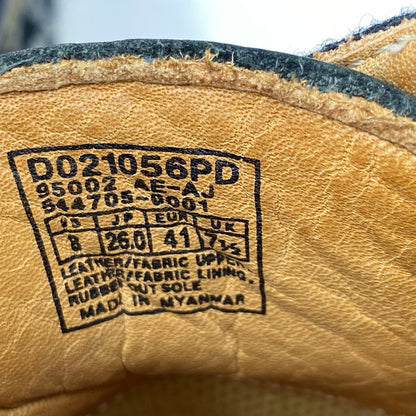 D021056PD
95002 AE-AJ
844705-0001
US JP EUR UK
8 26.0 41 7½
LEATHER/FABRIC UPPER
LEATHER/FABRIC LINING.
RUBBER OUTSOLE
MADE IN MYANMAR